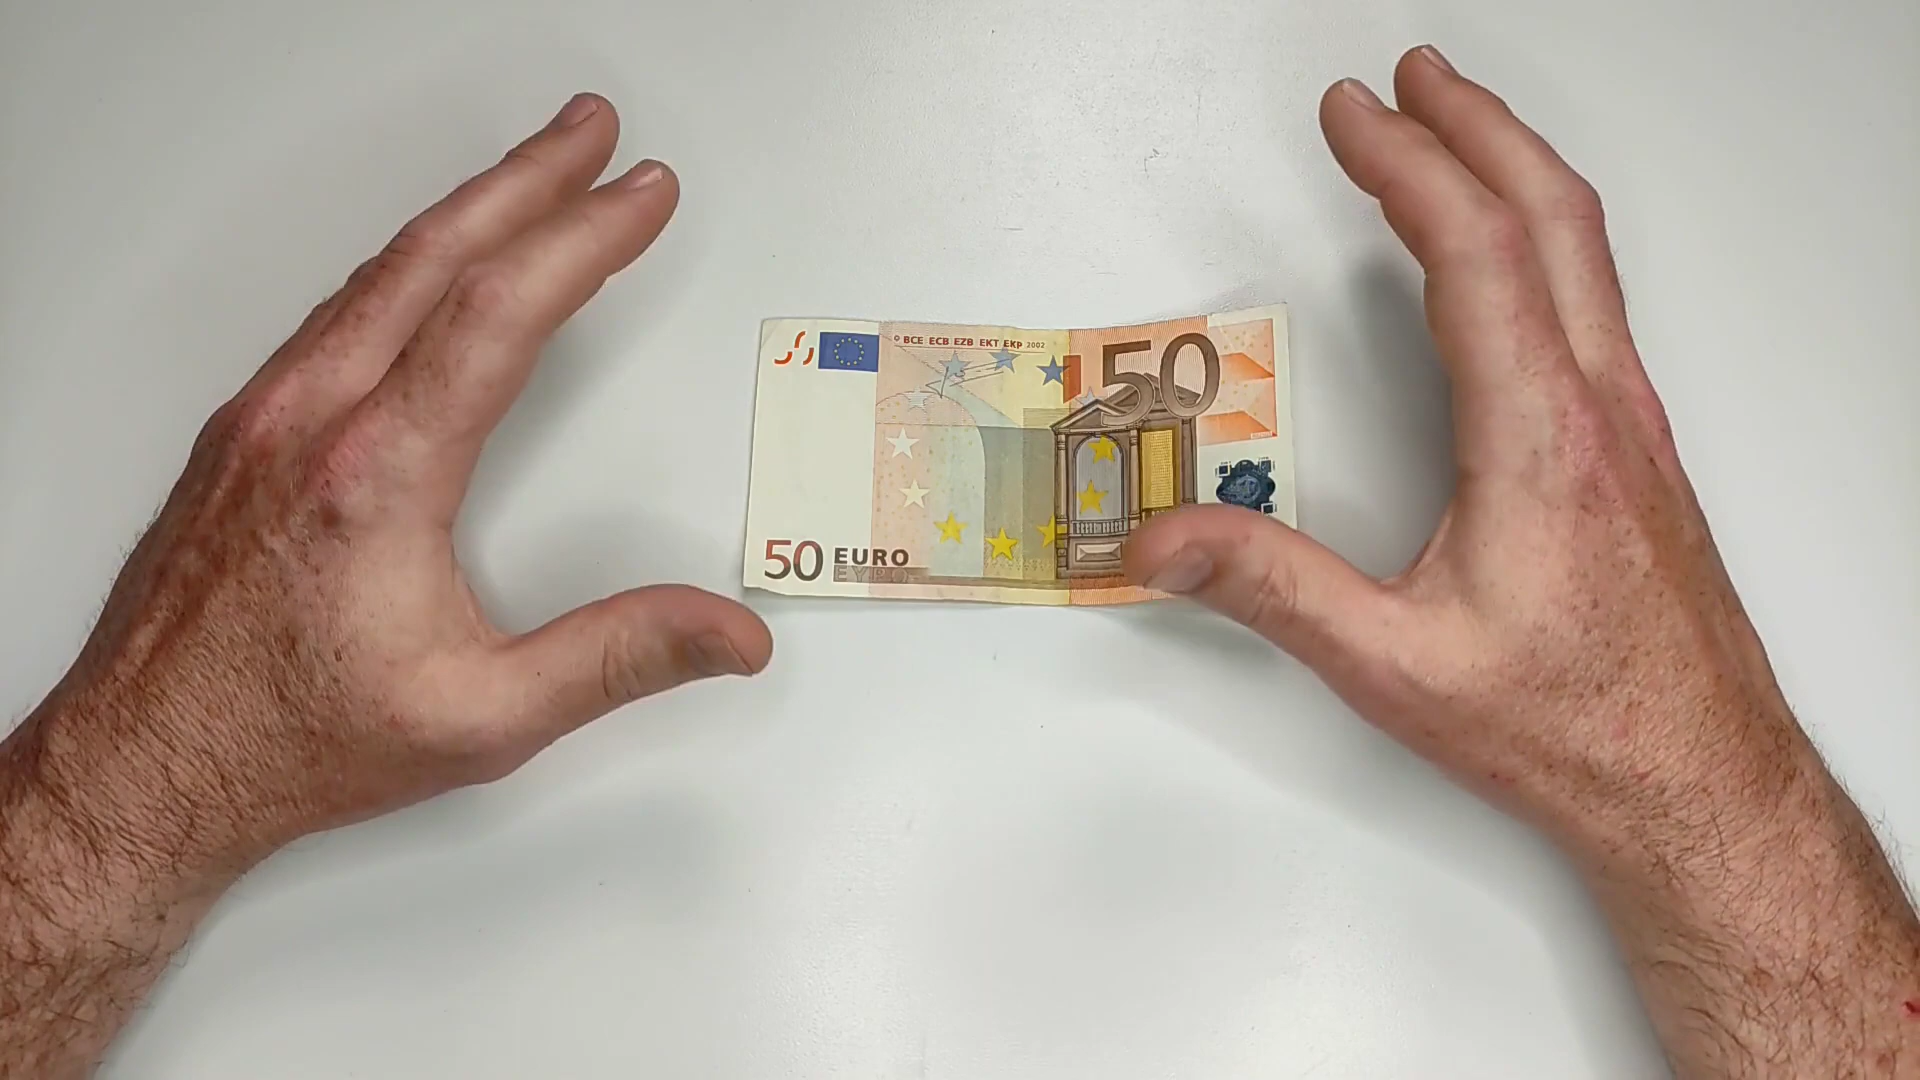 BCE ECB EZB EKT EKP 2002
50
50 EURO
ΕΥΡΩ